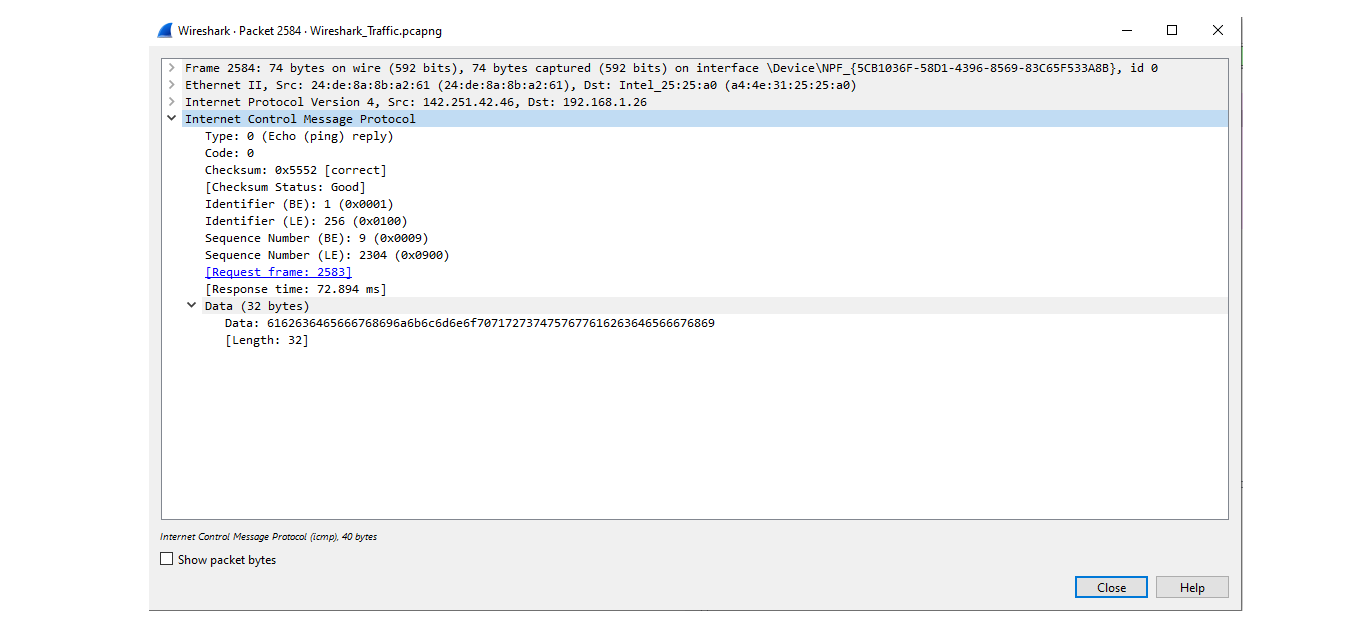 Wireshark · Packet 2584 · Wireshark_Traffic.pcapng
Frame 2584: 74 bytes on wire (592 bits), 74 bytes captured (592 bits) on interface \Device\NPF_{5CB1036F-58D1-4396-8569-83C65F533A8B}, id 0
Ethernet II, Src: 24:de:8a:8b:a2:61 (24:de:8a:8b:a2:61), Dst: Intel_25:25:a0 (a4:4e:31:25:25:a0)
Internet Protocol Version 4, Src: 142.251.42.46, Dst: 192.168.1.26
Internet Control Message Protocol
Type: 0 (Echo (ping) reply)
Code: 0
Checksum: 0x5552 [correct]
[Checksum Status: Good]
Identifier (BE): 1 (0x0001)
Identifier (LE): 256 (0x0100)
Sequence Number (BE): 9 (0x0009)
Sequence Number (LE): 2304 (0x0900)
[Request frame: 2583]
[Response time: 72.894 ms]
Data (32 bytes)
Data: 6162636465666768696a6b6c6d6e6f7071727374757677616263646566676869
[Length: 32]
Internet Control Message Protocol (icmp), 40 bytes
Show packet bytes
Close
Help